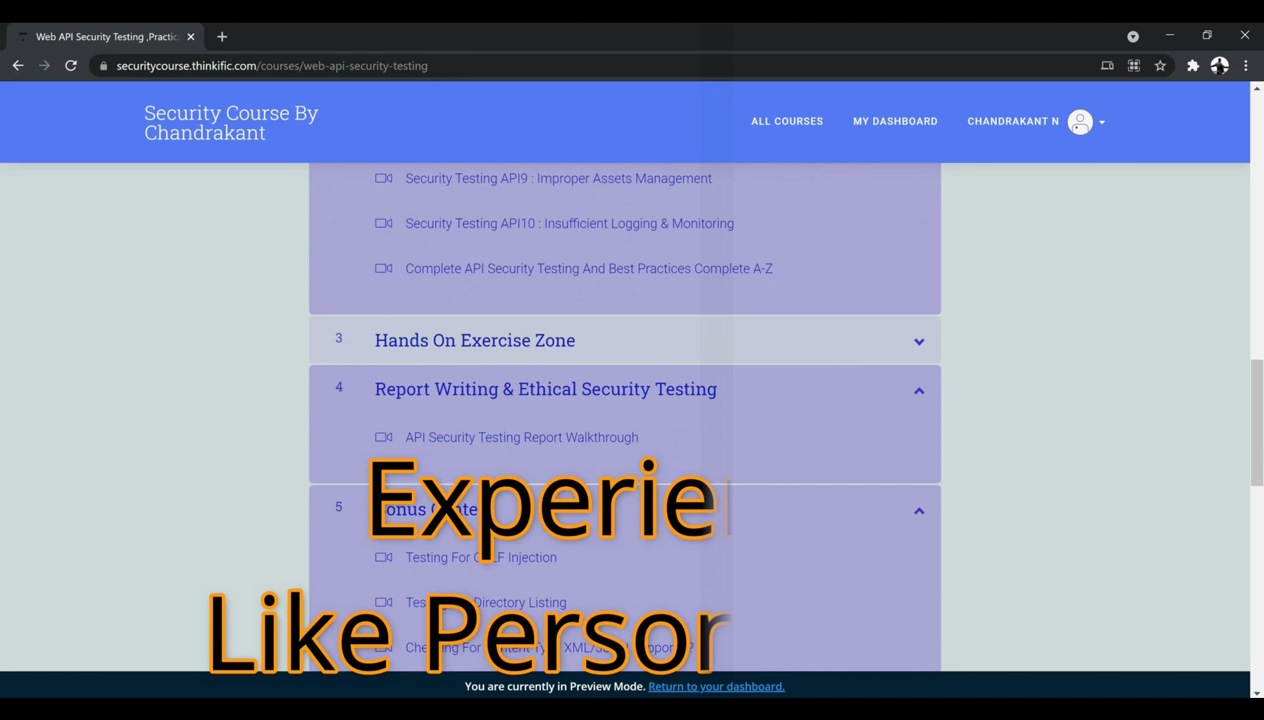 Web API Security Testing ,Practic
securitycourse.thinkific.com/courses/web-api-security-testing
Security Course By
Chandrakant
ALL COURSES
MY DASHBOARD
CHANDRAKANT N
Security Testing API9 : Improper Assets Management
Security Testing API10 : Insufficient Logging & Monitoring
Complete API Security Testing And Best Practices Complete A-Z
3 Hands On Exercise Zone
4 Report Writing & Ethical Security Testing
API Security Testing Report Walkthrough
Experie
5
Testing For Injection
Directory Listing
Like Person
XML/
You are currently in Preview Mode. Return to your dashboard.